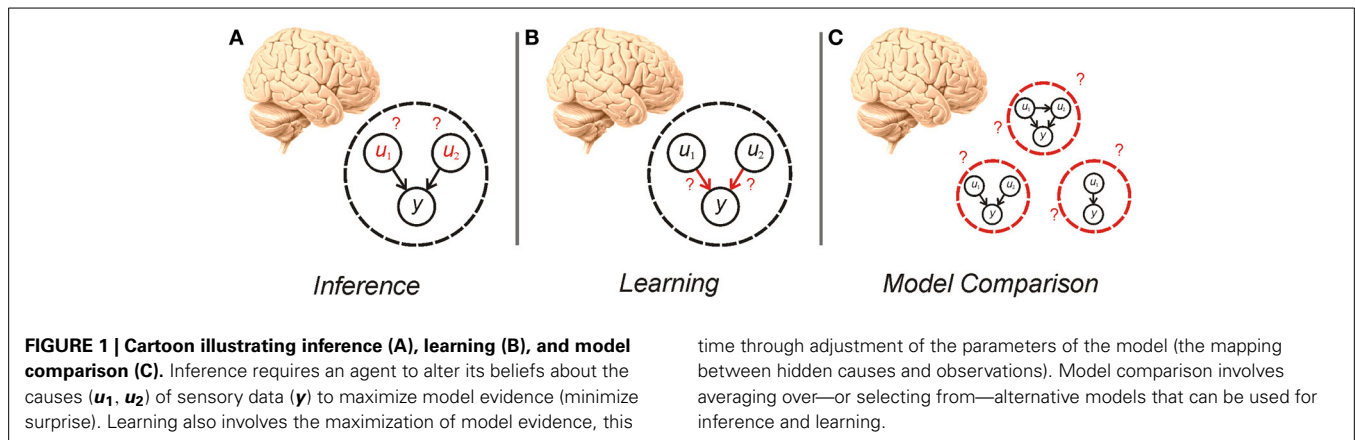 A
B
C
?
?
u1
u2
y
u1
u2
?
?
y
?
?
u1
u2
y
?
u1
u2
y
?
?
u1
y
Inference
Learning
Model Comparison
FIGURE 1 | Cartoon illustrating inference (A), learning (B), and model
comparison (C). Inference requires an agent to alter its beliefs about the
causes (u1, u2) of sensory data (y) to maximize model evidence (minimize
surprise). Learning also involves the maximization of model evidence, this
time through adjustment of the parameters of the model (the mapping
between hidden causes and observations). Model comparison involves
averaging over—or selecting from—alternative models that can be used for
inference and learning.